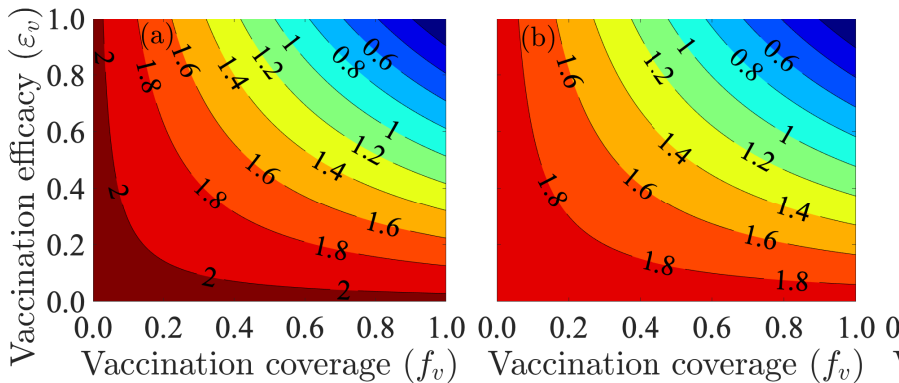 (a) (b)
Vaccination efficacy (ε_v)
1.0
0.8
0.6
0.4
0.2
0.0
2 1.8 1.6 1.4 1.2 1 0.8 0.6
2 1.8 1.6 1.4 1.2 1
2 1.8 1.6
2
1.6 1.2 1 0.8 0.6
1.8 1.6 1.4 1.2 1
1.8 1.6 1.4
1.8
0.0 0.2 0.4 0.6 0.8 1.0 0.0 0.2 0.4 0.6 0.8 1.0 0
Vaccination coverage (f_v) Vaccination coverage (f_v)